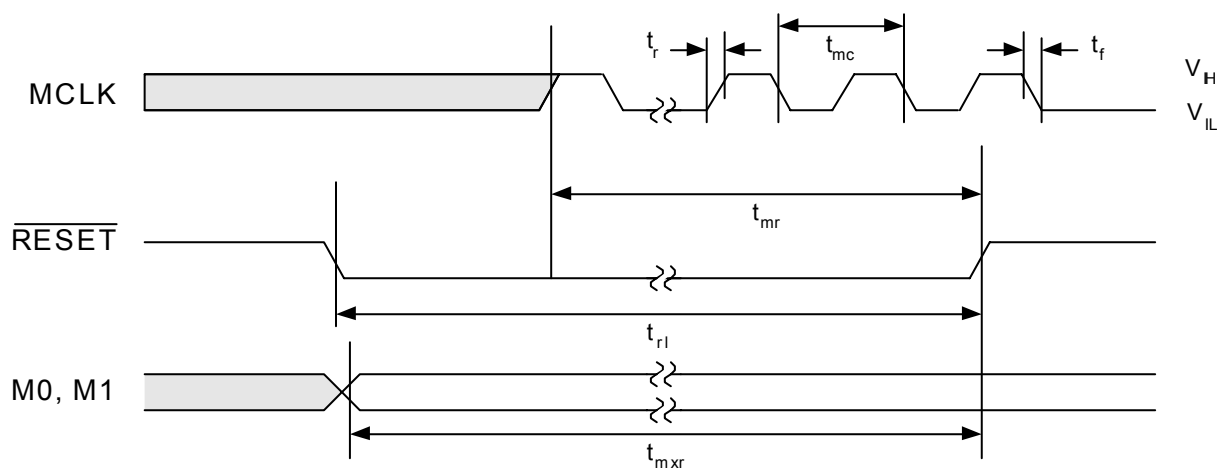 t_r
t_mc
t_f
MCLK
V_IH
V_IL
t_mr
RESET
t_rl
M0, M1
t_mxr